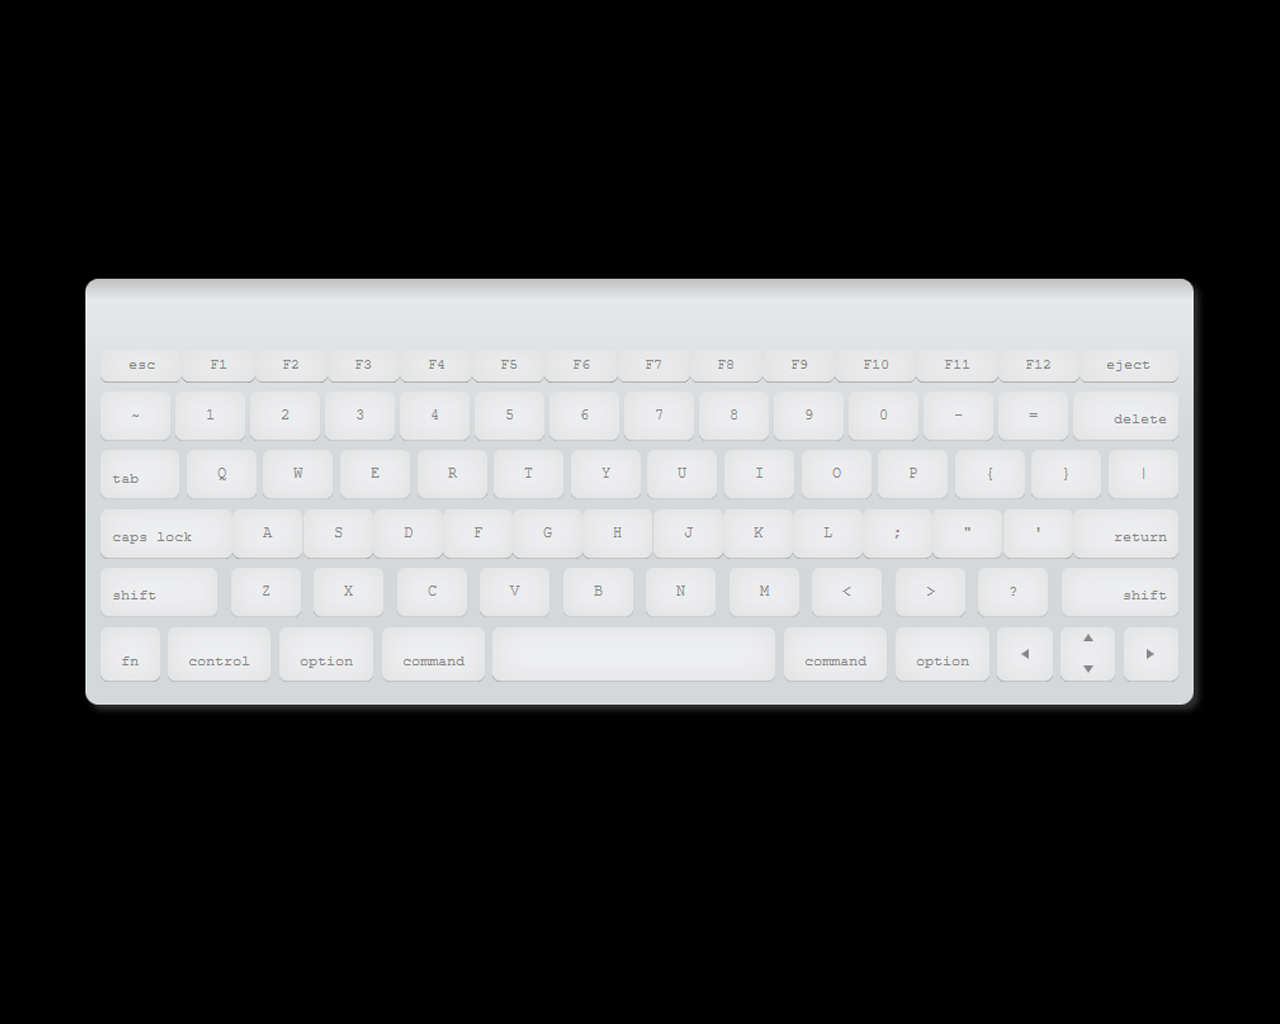 esc F1 F2 F3 F4 F5 F6 F7 F8 F9 F10 F11 F12 eject
~ 1 2 3 4 5 6 7 8 9 0 - = delete
tab Q W E R T Y U I O P { } |
caps lock A S D F G H J K L ; " ' return
shift Z X C V B N M < > ? shift
fn control option command command option ◀ ▲ ▼ ▶